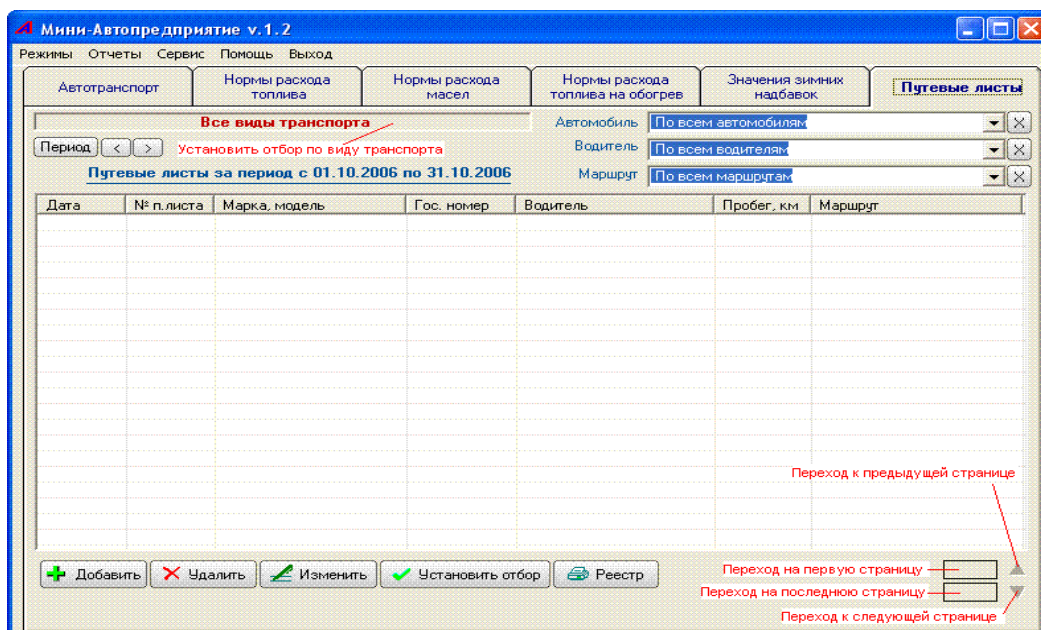 Мини-Автопредприятие v.1.2
Режимы Отчеты Сервис Помощь Выход
Автотранспорт
Нормы расхода
топлива
Нормы расхода
масел
Нормы расхода
топлива на обогрев
Значения зимних
надбавок
Путевые листы
Все виды транспорта
Автомобиль По всем автомобилям
Период < > Установить отбор по виду транспорта
Водитель По всем водителям
Путевые листы за период с 01.10.2006 по 31.10.2006
Маршрут По всем маршрутам
Дата № п.листа Марка, модель Гос. номер Водитель Пробег, км Маршрут
Переход к предыдущей странице
Добавить Удалить Изменить Установить отбор Реестр
Переход на первую страницу
Переход на последнюю страницу
Переход к следующей странице